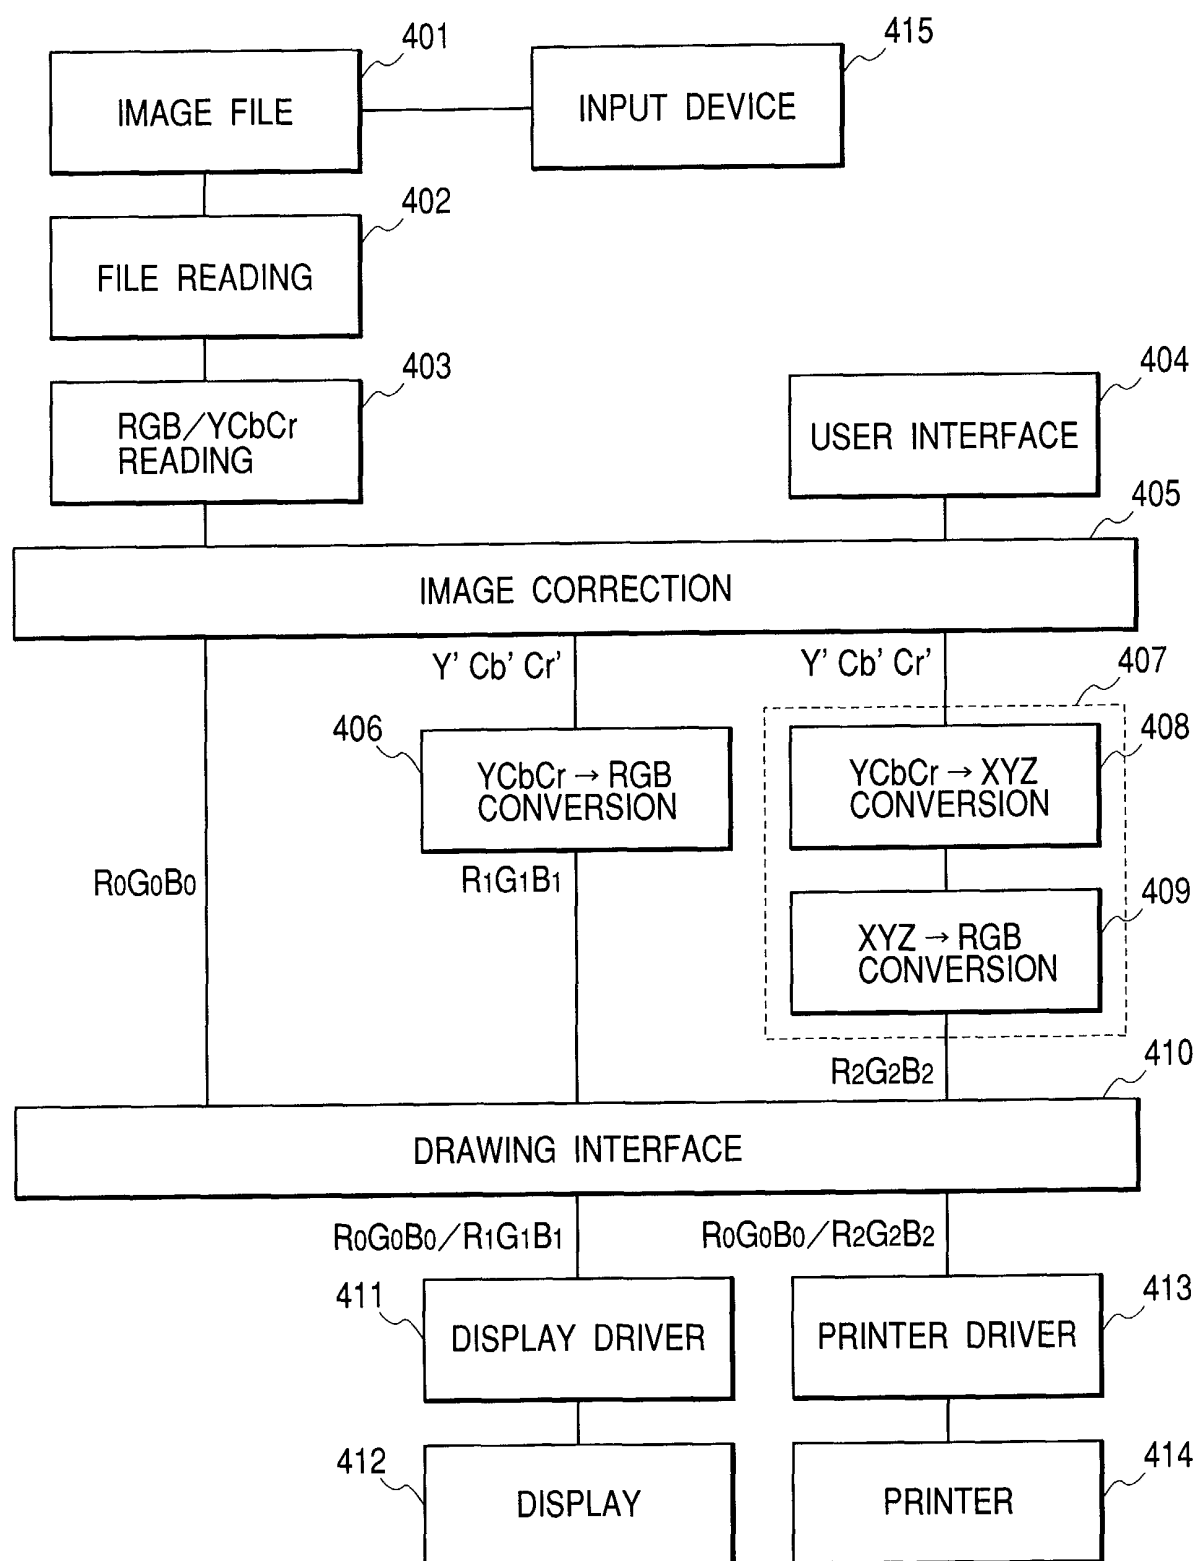 401
415
IMAGE FILE
INPUT DEVICE
402
FILE READING
403
404
RGB/YCbCr
READING
USER INTERFACE
405
IMAGE CORRECTION
Y' Cb' Cr'
Y' Cb' Cr'
407
406
408
YCbCr → RGB
CONVERSION
YCbCr → XYZ
CONVERSION
R0G0B0
R1G1B1
409
XYZ → RGB
CONVERSION
R2G2B2
410
DRAWING INTERFACE
R0G0B0/R1G1B1
R0G0B0/R2G2B2
411
413
DISPLAY DRIVER
PRINTER DRIVER
412
414
DISPLAY
PRINTER